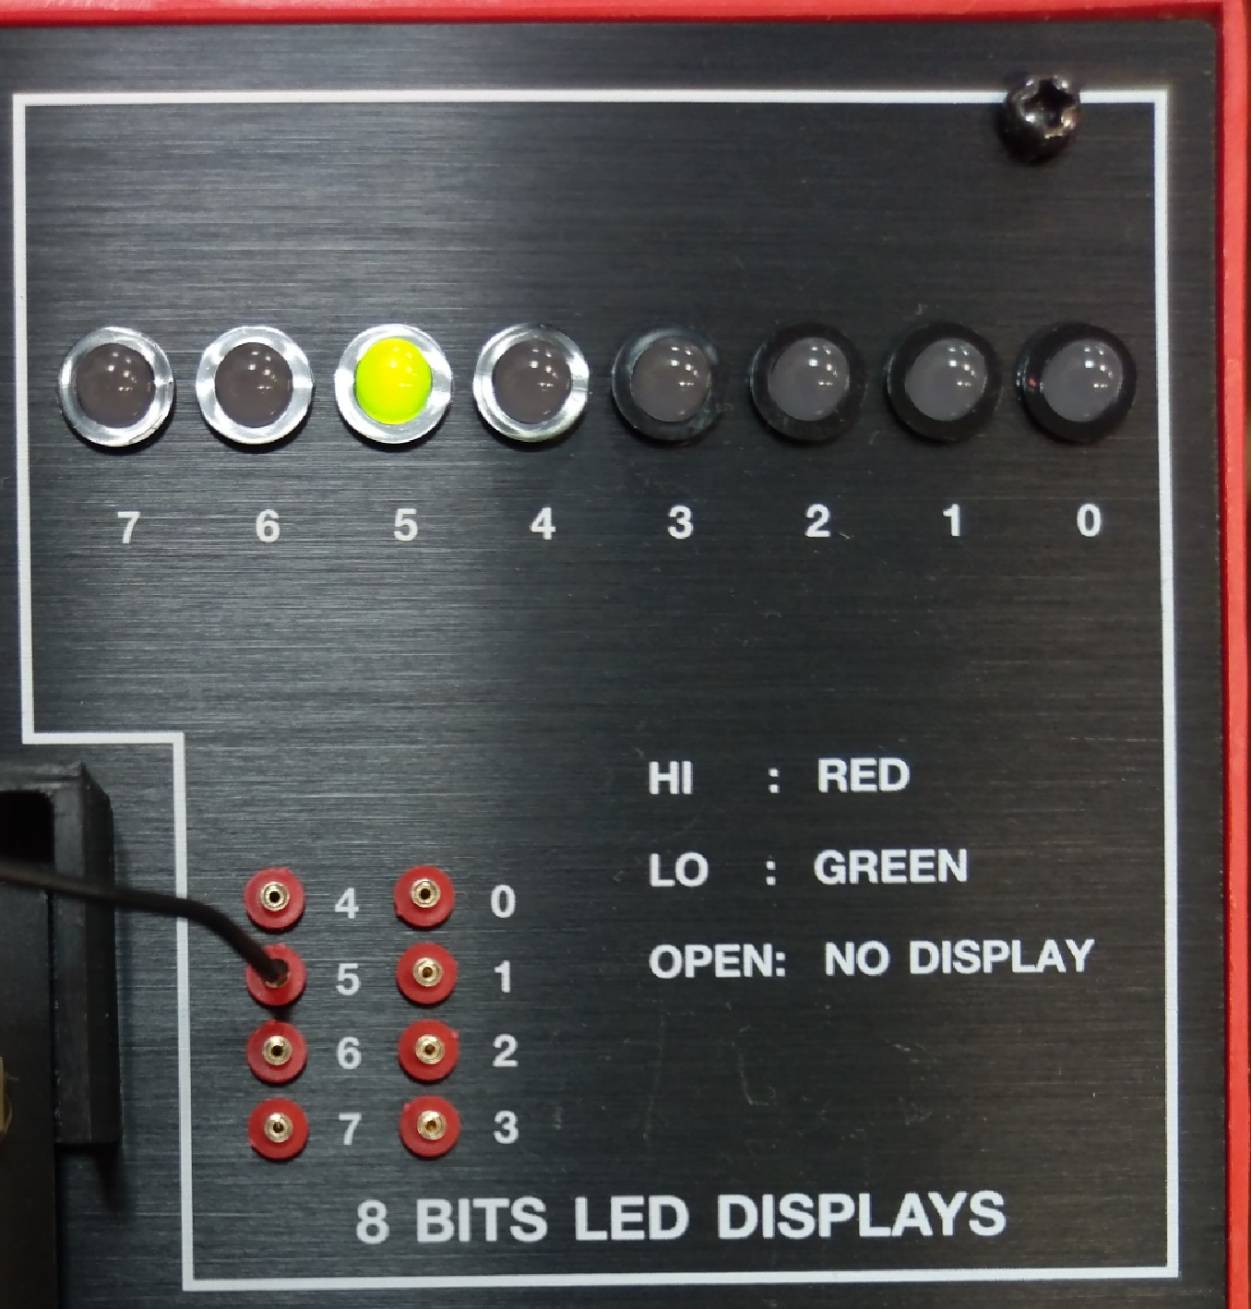 7 6 5 4 3 2 1 0
HI : RED
LO : GREEN
OPEN: NO DISPLAY
4 0
5 1
6 2
7 3
8 BITS LED DISPLAYS